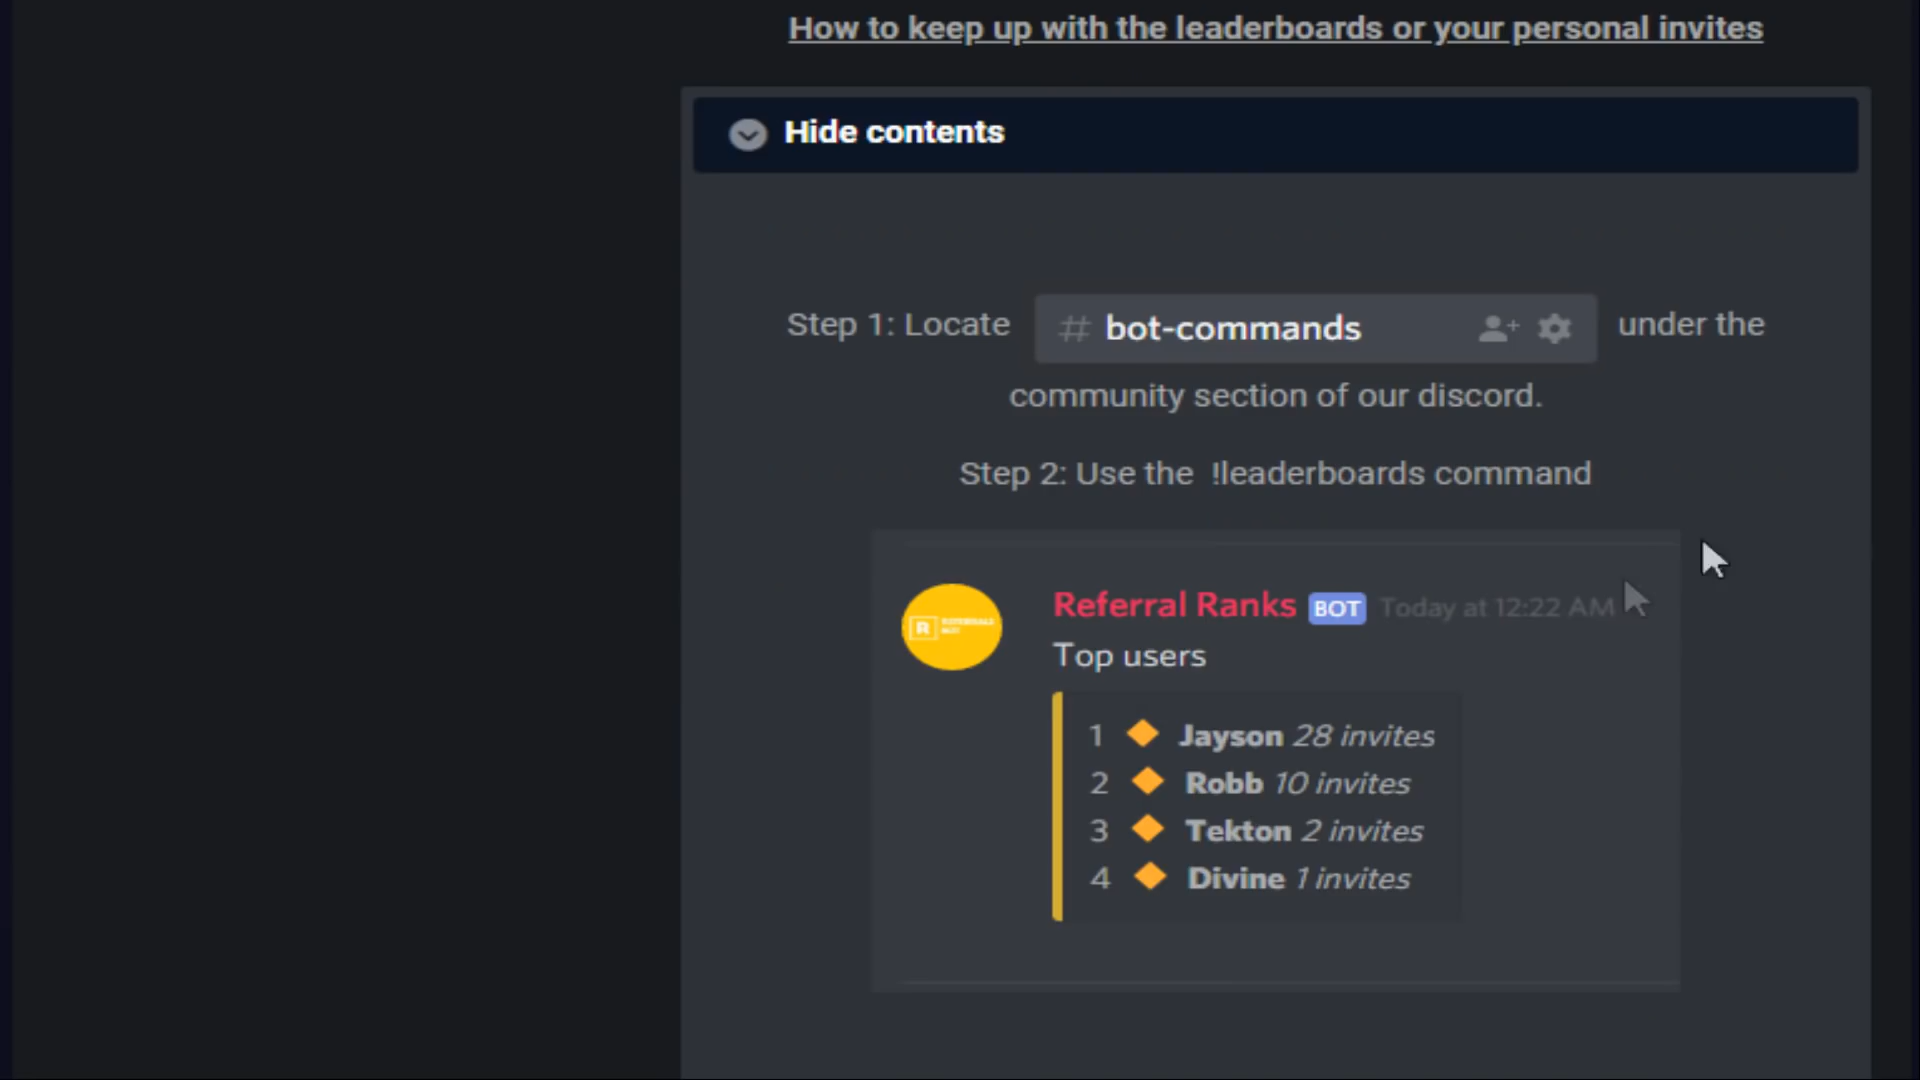 How to keep up with the leaderboards or your personal invites
Hide contents
Step 1: Locate # bot-commands under the
community section of our discord.
Step 2: Use the !leaderboards command
Referral Ranks BOT Today at 12:22 AM
R
Top users
1 Jayson 28 invites
2 Robb 10 invites
3 Tekton 2 invites
4 Divine 1 invites